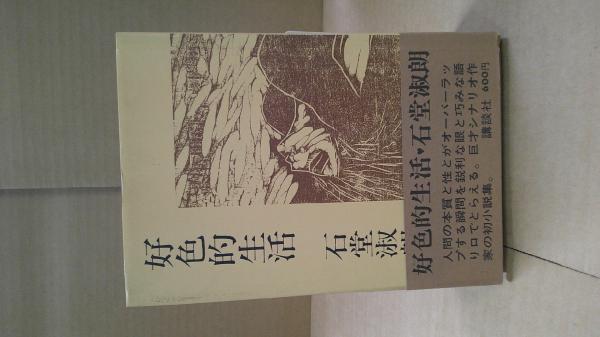 好色的生活
石堂淑朗
好色的生活・石堂淑朗
人間の本質と性とがオーバーラッ
プする瞬間を鋭利な眼と巧みな語
り口でとらえる。巨才シナリオ作
家の初小説集。
講談社 600円